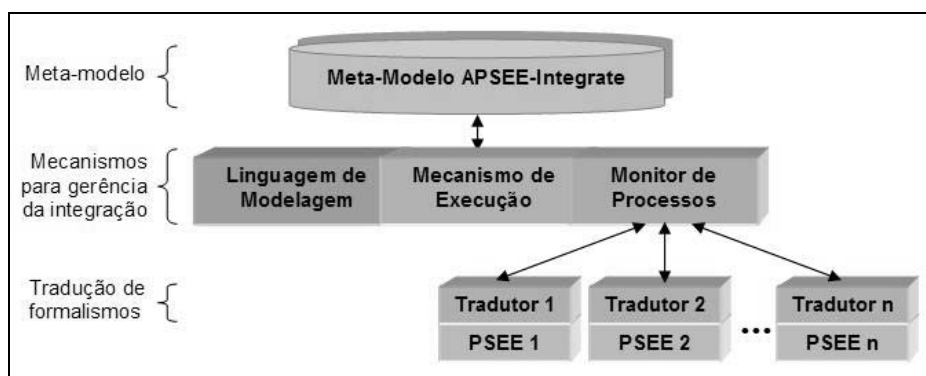 Meta-modelo
Meta-Modelo APSEE-Integrate
Mecanismos
para gerência
da integração
Linguagem de
Modelagem
Mecanismo de
Execução
Monitor de
Processos
Tradução de
formalismos
Tradutor 1
Tradutor 2
Tradutor n
...
PSEE 1
PSEE 2
PSEE n